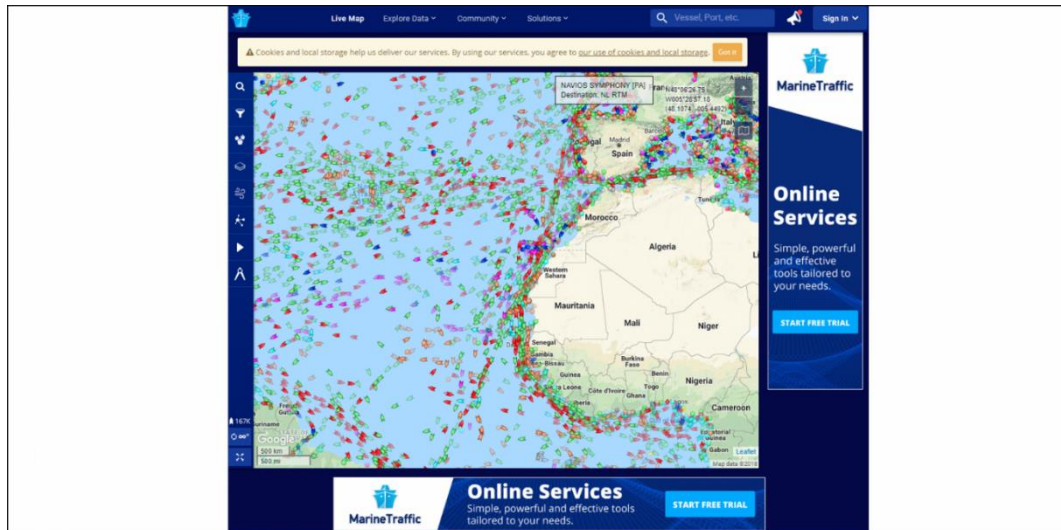 Live Map
Explore Data
Community
Solutions
Vessel, Port, etc.
Sign In
Cookies and local storage help us deliver our services. By using our services, you agree to our use of cookies and local storage.
Got it
MarineTraffic
Online
Services
Simple, powerful
and effective
tools tailored to
your needs.
START FREE TRIAL
NAVIOS SYMPHONY [PA]
Destination: NL RTM
Madrid
Spain
Morocco
Algeria
Western
Sahara
Mauritania
Mali
Niger
Senegal
Gambia
Burkina
Faso
Guinea
Benin
Togo
Nigeria
Côte d'Ivoire
Ghana
Cameroon
Gabon
167K
Google
500 km
500 mi
Leaflet
Map data ©2019
MarineTraffic
Online Services
Simple, powerful and effective tools
tailored to your needs.
START FREE TRIAL